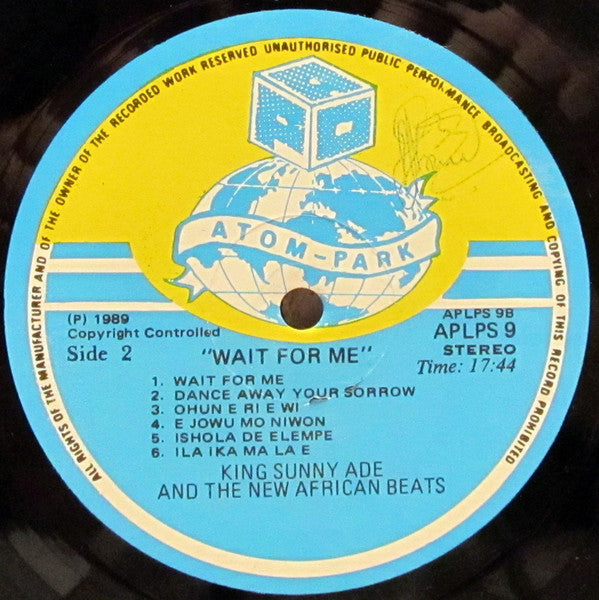 ALL RIGHTS OF THE MANUFACTURER AND OF THE OWNER OF THE RECORDED WORK RESERVED UNAUTHORISED PUBLIC PERFORMANCE BROADCASTING AND COPYING OF THIS RECORD PROHIBITED
ATOM-PARK
(P) 1989
Copyright Controlled
Side 2
APLPS 9B
APLPS 9
STEREO
Time: 17:44
"WAIT FOR ME"
1. WAIT FOR ME
2. DANCE AWAY YOUR SORROW
3. OHUN E RI E WI
4. E JOWU MO NIWON
5. ISHOLA DE ELEMPE
6. ILA IKA MA LA E
KING SUNNY ADE
AND THE NEW AFRICAN BEATS